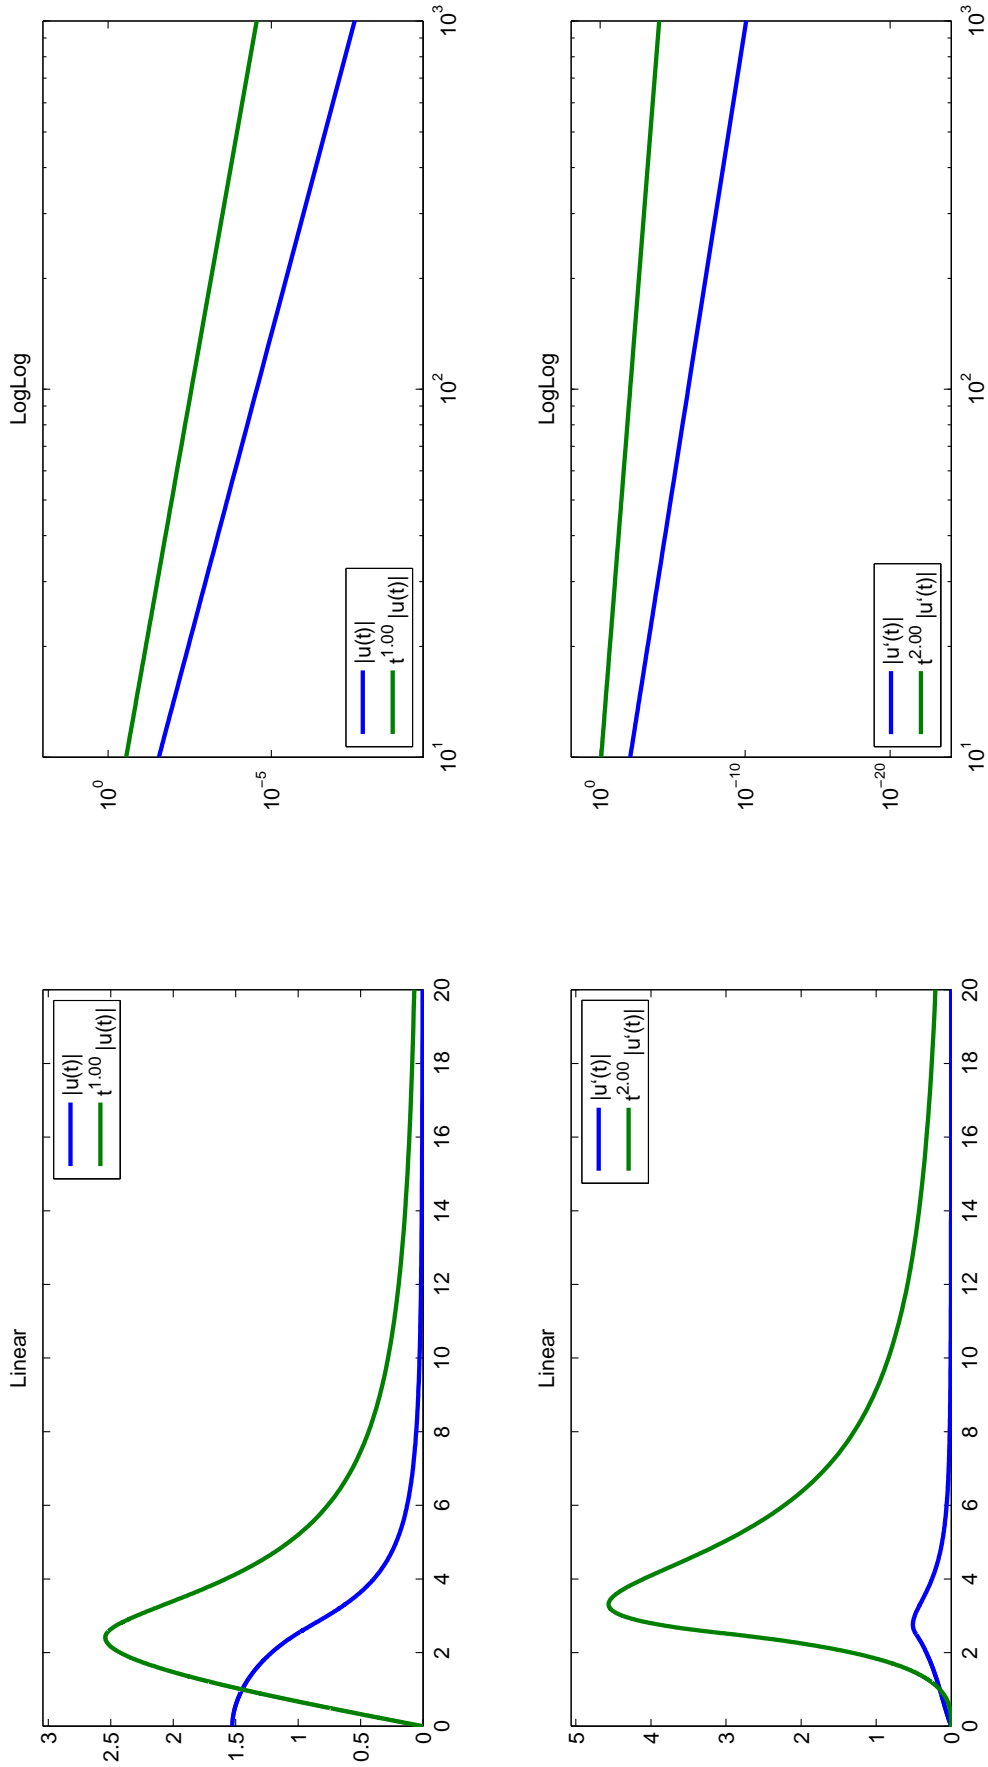 Linear
3
2.5
2
1.5
1
0.5
0
0 2 4 6 8 10 12 14 16 18 20
|u(t)|
t^1.00 |u(t)|
LogLog
10^0
10^−5
10^1 10^2 10^3
|u(t)|
t^1.00 |u(t)|
Linear
5
4
3
2
1
0
0 2 4 6 8 10 12 14 16 18 20
|u‘(t)|
t^2.00 |u‘(t)|
LogLog
10^0
10^−10
10^−20
10^1 10^2 10^3
|u‘(t)|
t^2.00 |u‘(t)|